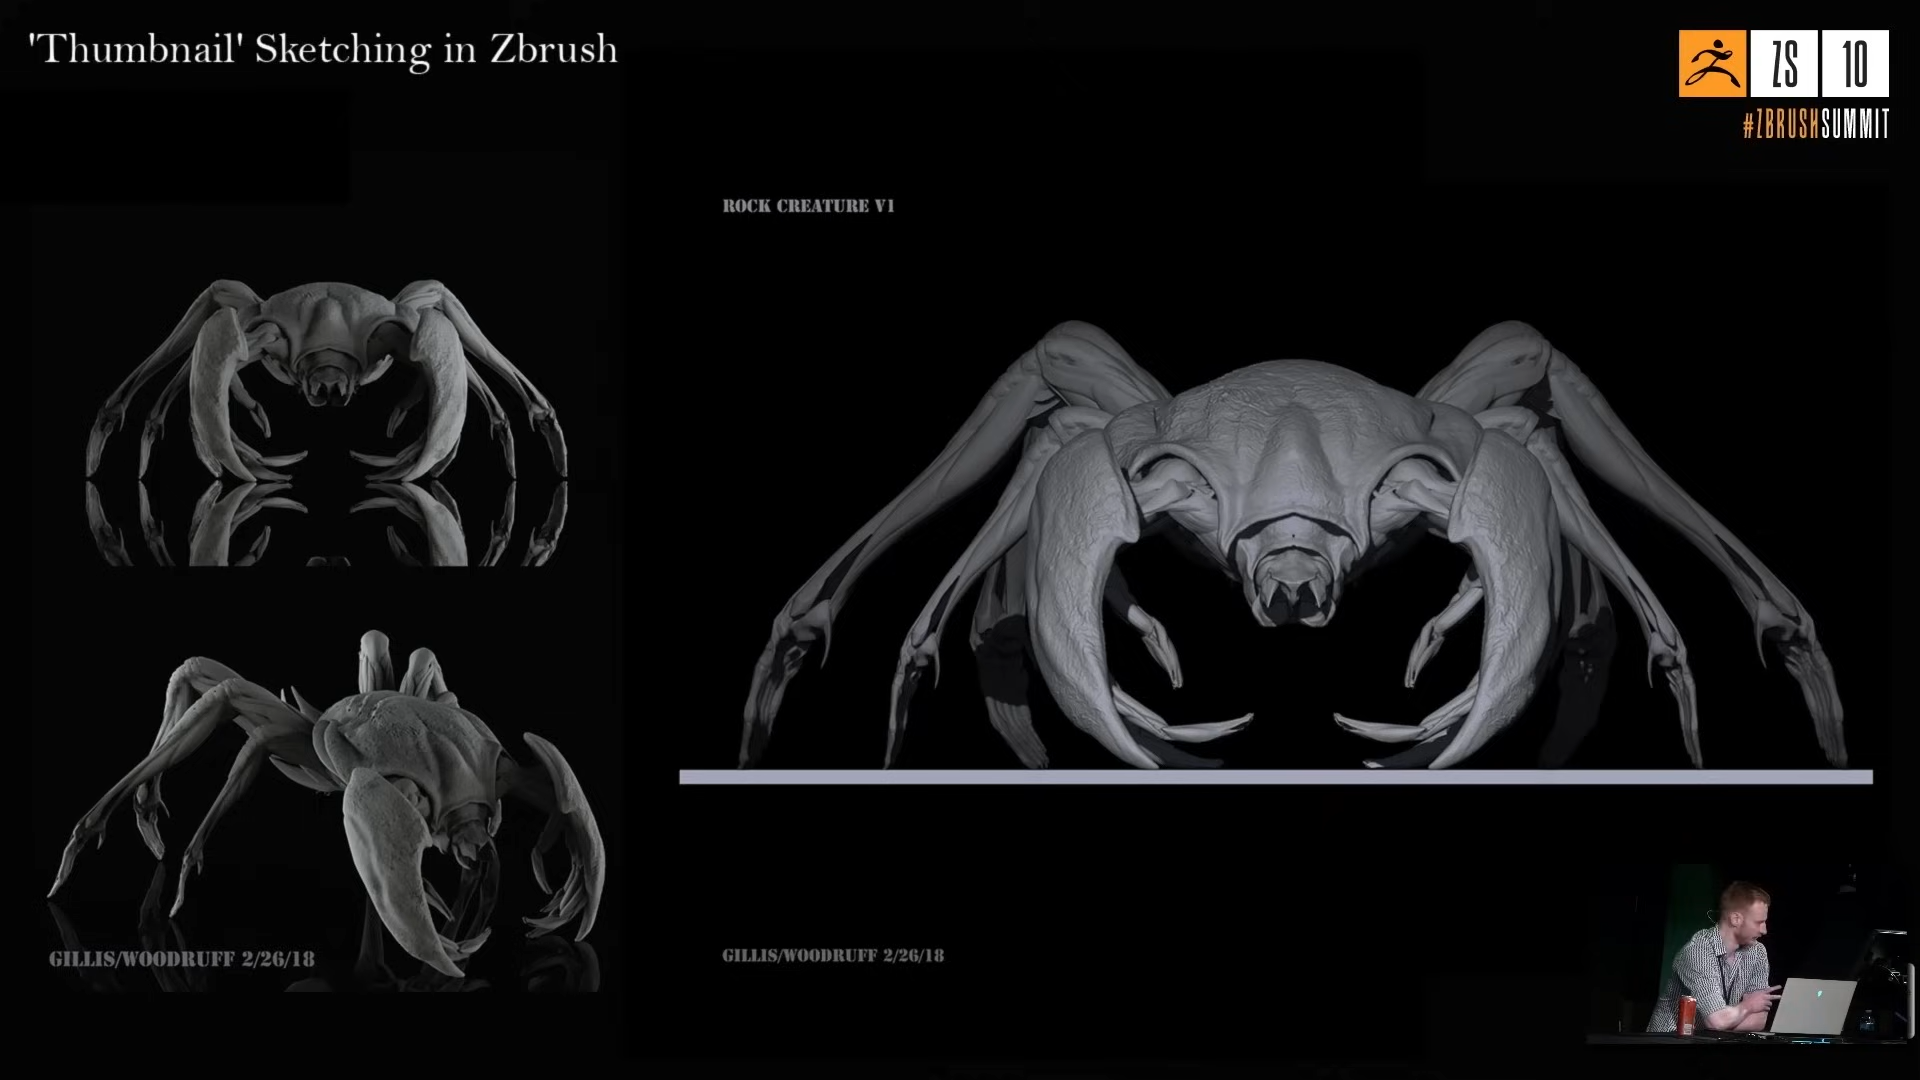 'Thumbnail' Sketching in Zbrush
ZS 10
#ZBRUSHSUMMIT
ROCK CREATURE V1
GILLIS/WOODRUFF 2/26/18
GILLIS/WOODRUFF 2/26/18